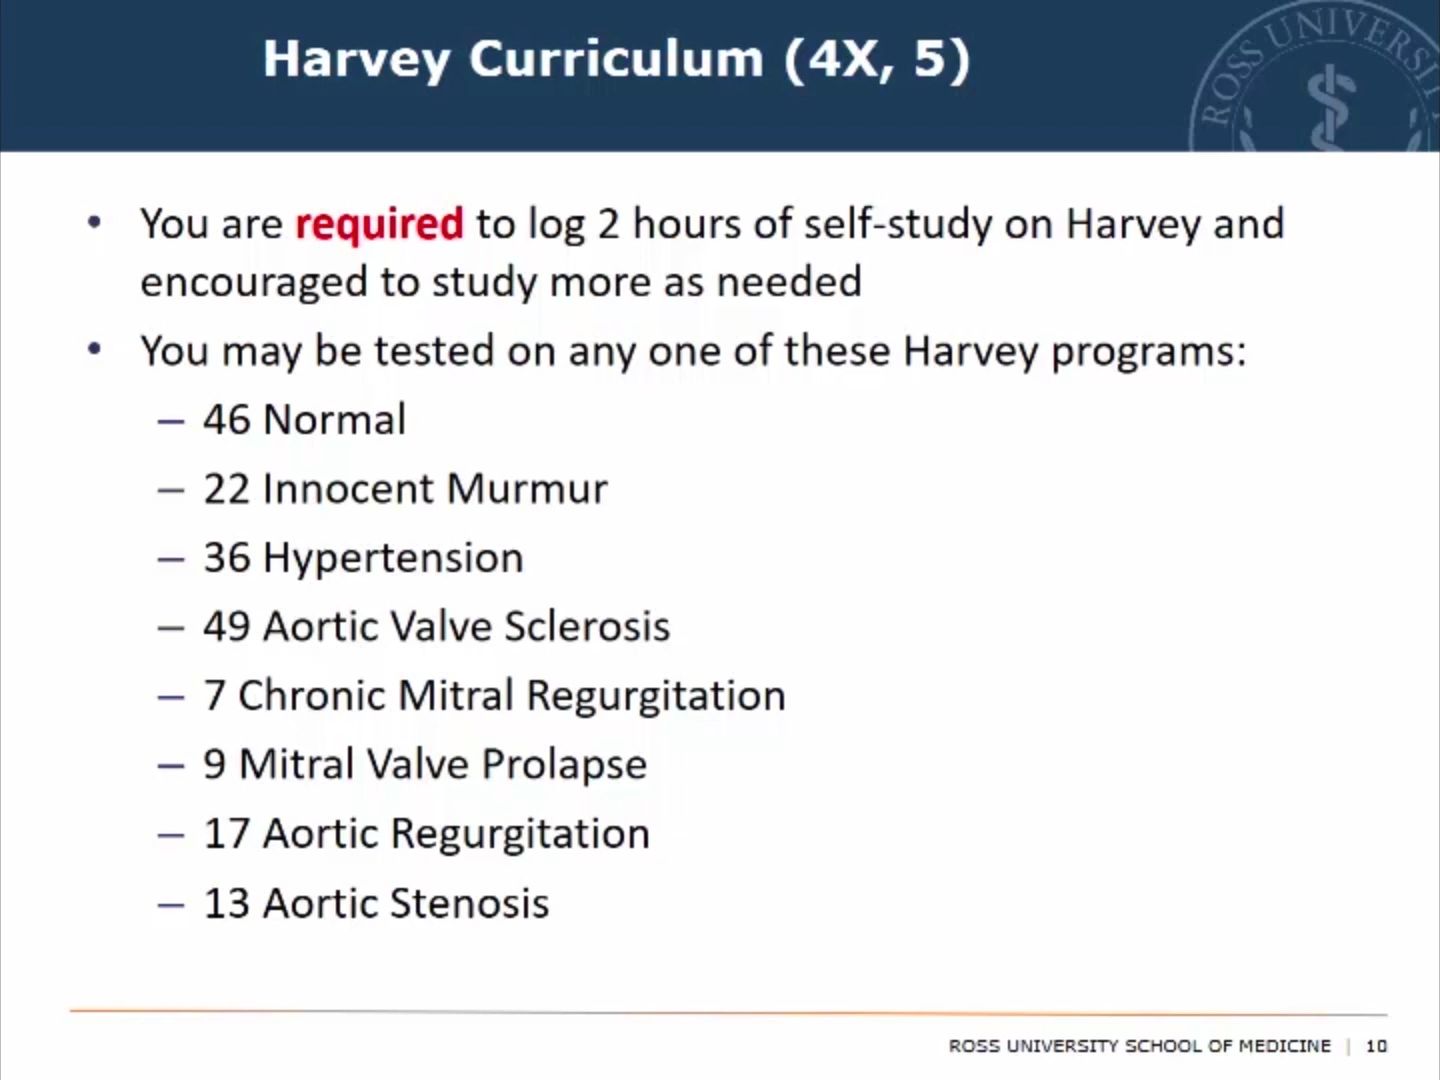 Harvey Curriculum (4X, 5)
ROSS UNIVERSI
• You are required to log 2 hours of self-study on Harvey and
encouraged to study more as needed
• You may be tested on any one of these Harvey programs:
– 46 Normal
– 22 Innocent Murmur
– 36 Hypertension
– 49 Aortic Valve Sclerosis
– 7 Chronic Mitral Regurgitation
– 9 Mitral Valve Prolapse
– 17 Aortic Regurgitation
– 13 Aortic Stenosis
ROSS UNIVERSITY SCHOOL OF MEDICINE | 10